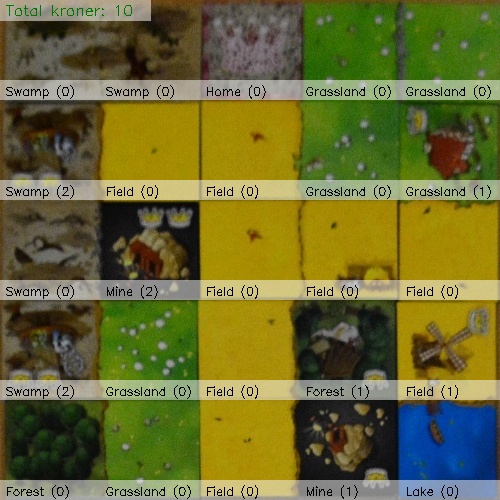 Total kroner: 10
Swamp (0) Swamp (0) Home (0) Grassland (0) Grassland (0)
Swamp (2) Field (0) Field (0) Grassland (0) Grassland (1)
Swamp (0) Mine (2) Field (0) Field (0) Field (0)
Swamp (2) Grassland (0) Field (0) Forest (1) Field (1)
Forest (0) Grassland (0) Field (0) Mine (1) Lake (0)